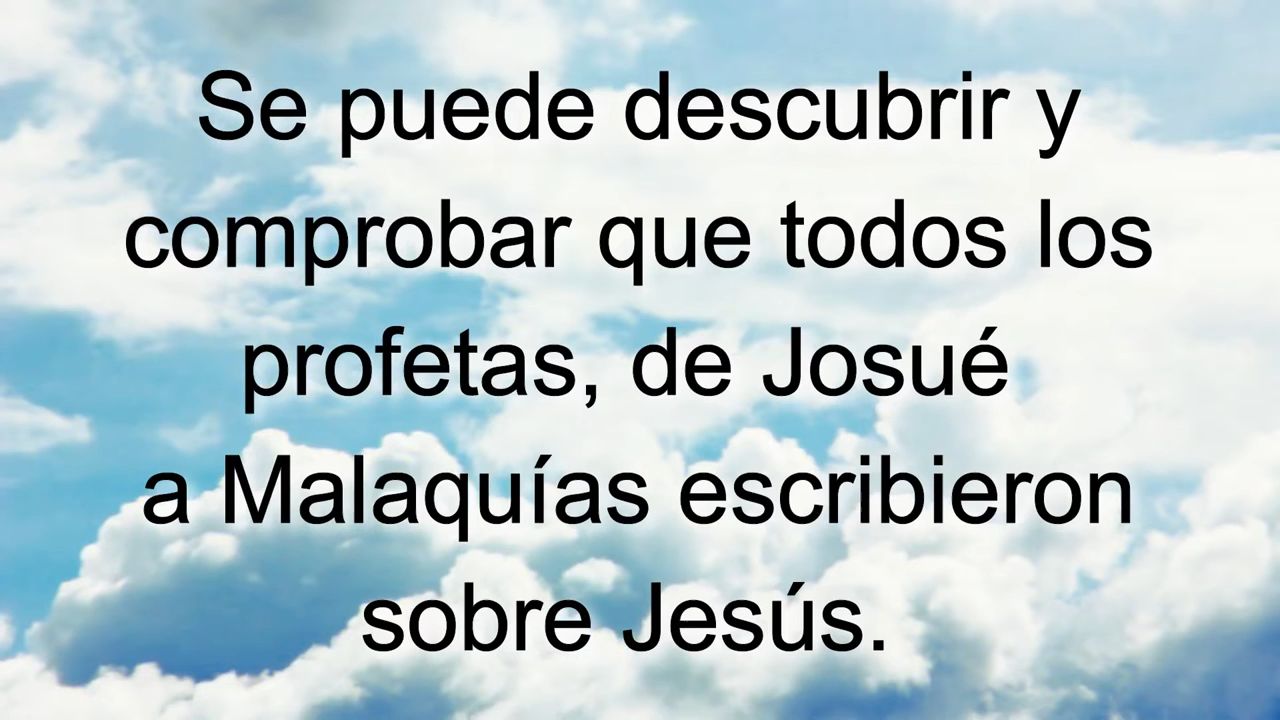 Se puede descubrir y
comprobar que todos los
profetas, de Josué
a Malaquías escribieron
sobre Jesús.